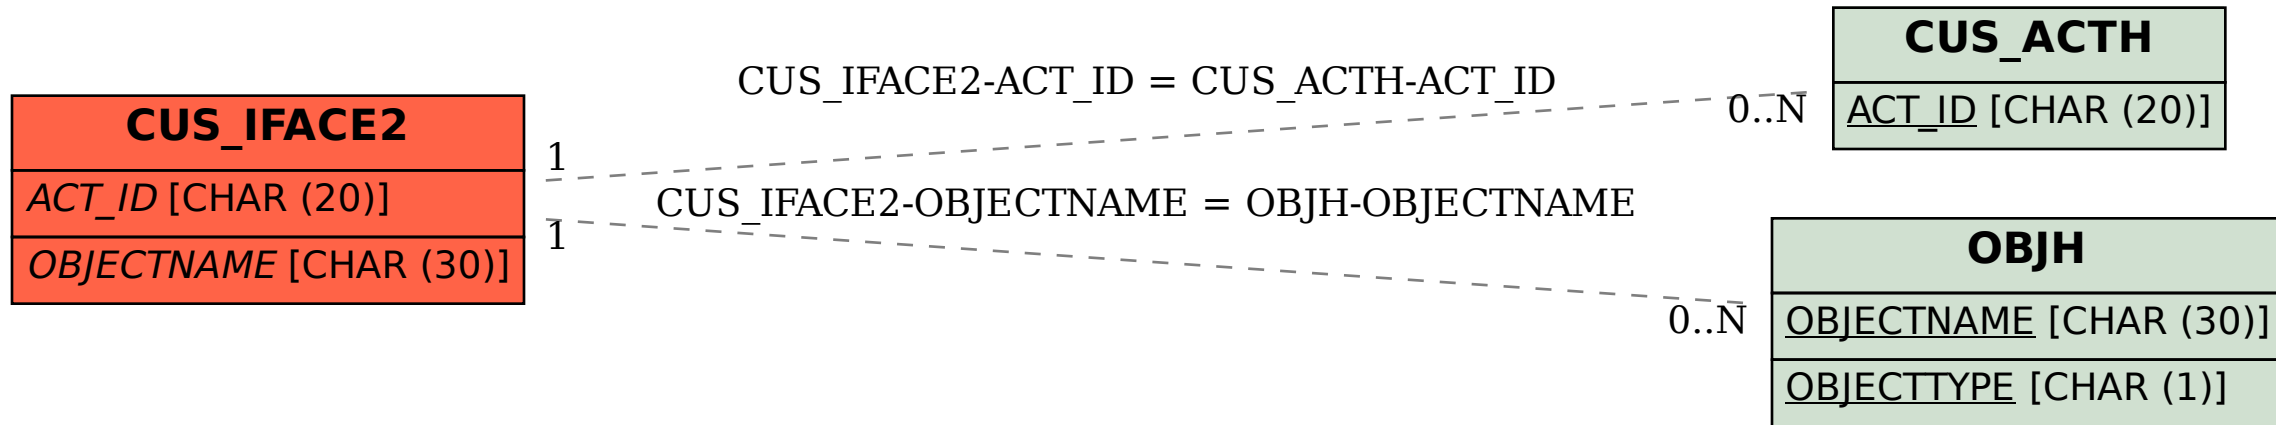 CUS_IFACE2
ACT_ID [CHAR (20)]
OBJECTNAME [CHAR (30)]
CUS_IFACE2-ACT_ID = CUS_ACTH-ACT_ID
1
0..N
CUS_IFACE2-OBJECTNAME = OBJH-OBJECTNAME
1
0..N
CUS_ACTH
ACT_ID [CHAR (20)]
OBJH
OBJECTNAME [CHAR (30)]
OBJECTTYPE [CHAR (1)]